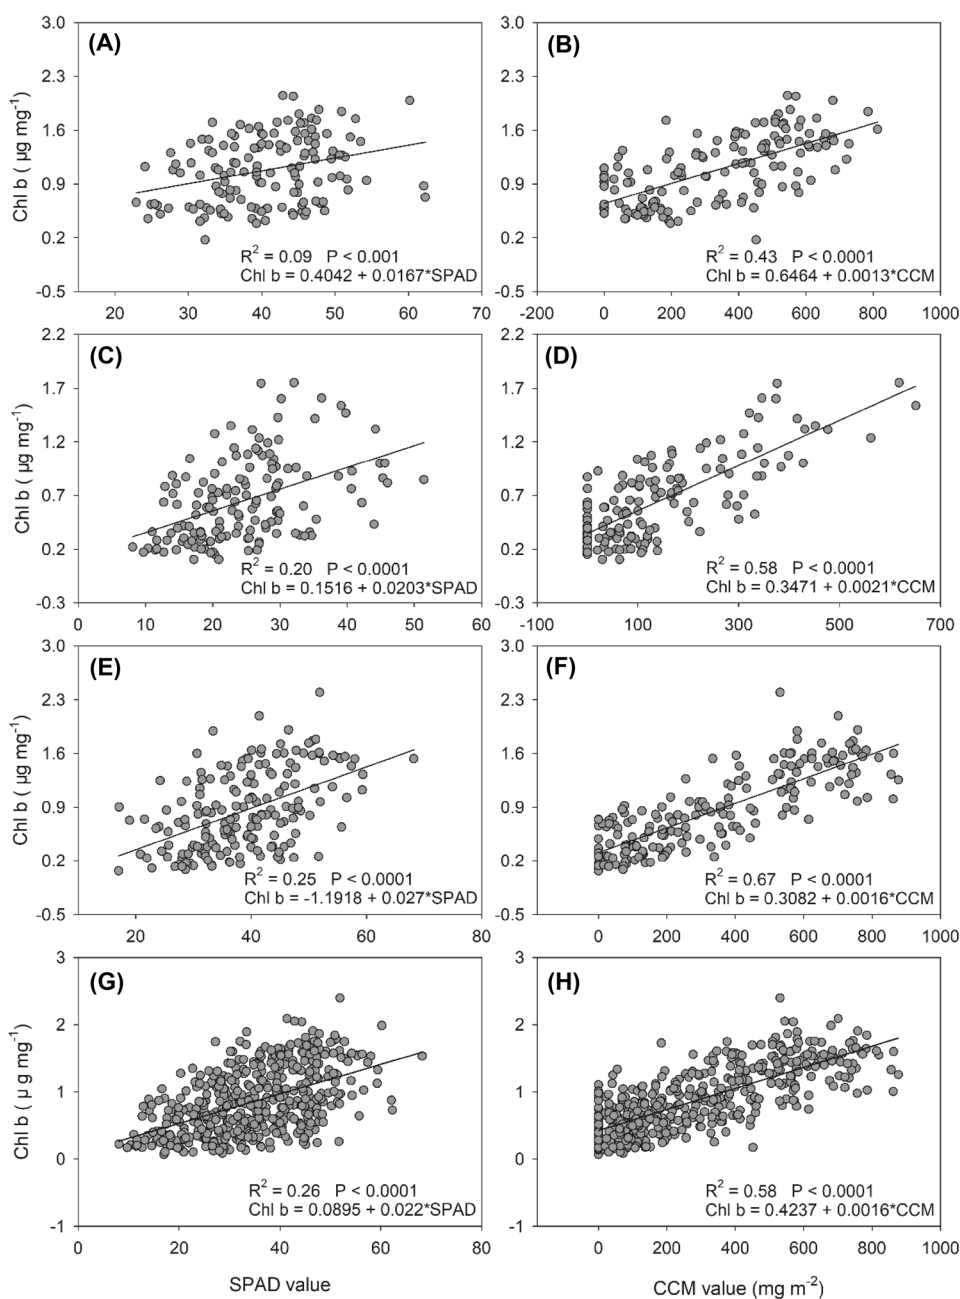 (A)
Chl b ( µg mg-1)
3.0
2.3
1.6
0.9
0.2
-0.5
R2 = 0.09 P < 0.001
Chl b = 0.4042 + 0.0167*SPAD
20 30 40 50 60 70
(B)
3.0
2.3
1.6
0.9
0.2
-0.5
R2 = 0.43 P < 0.0001
Chl b = 0.6464 + 0.0013*CCM
-200 0 200 400 600 800 1000
(C)
Chl b ( µg mg-1)
2.2
1.7
1.2
0.7
0.2
-0.3
R2 = 0.20 P < 0.0001
Chl b = 0.1516 + 0.0203*SPAD
0 10 20 30 40 50 60
(D)
2.2
1.7
1.2
0.7
0.2
-0.3
R2 = 0.58 P < 0.0001
Chl b = 0.3471 + 0.0021*CCM
-100 100 300 500 700
(E)
Chl b ( µg mg-1)
3.0
2.3
1.6
0.9
0.2
-0.5
R2 = 0.25 P < 0.0001
Chl b = -1.1918 + 0.027*SPAD
10 20 30 40 50 60 70 80
(F)
3.0
2.3
1.6
0.9
0.2
-0.5
R2 = 0.67 P < 0.0001
Chl b = 0.3082 + 0.0016*CCM
0 200 400 600 800 1000
(G)
Chl b ( µ g mg-1)
3
2
1
0
-1
R2 = 0.26 P < 0.0001
Chl b = 0.0895 + 0.022*SPAD
0 20 40 60 80
SPAD value
(H)
3
2
1
0
-1
R2 = 0.58 P < 0.0001
Chl b = 0.4237 + 0.0016*CCM
0 200 400 600 800 1000
CCM value (mg m-2)